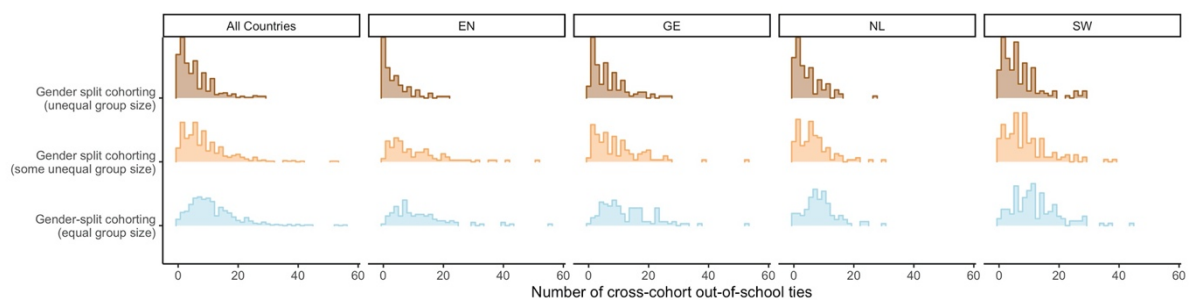 All Countries EN GE NL SW
Gender split cohorting
(unequal group size)
Gender split cohorting
(some unequal group size)
Gender-split cohorting
(equal group size)
0 20 40 60 0 20 40 60 0 20 40 60 0 20 40 60 0 20 40 60
Number of cross-cohort out-of-school ties